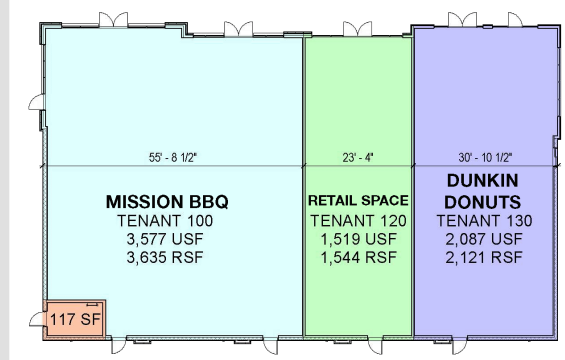 55' - 8 1/2"
23' - 4"
30' - 10 1/2"
MISSION BBQ
TENANT 100
3,577 USF
3,635 RSF
RETAIL SPACE
TENANT 120
1,519 USF
1,544 RSF
DUNKIN
DONUTS
TENANT 130
2,087 USF
2,121 RSF
117 SF